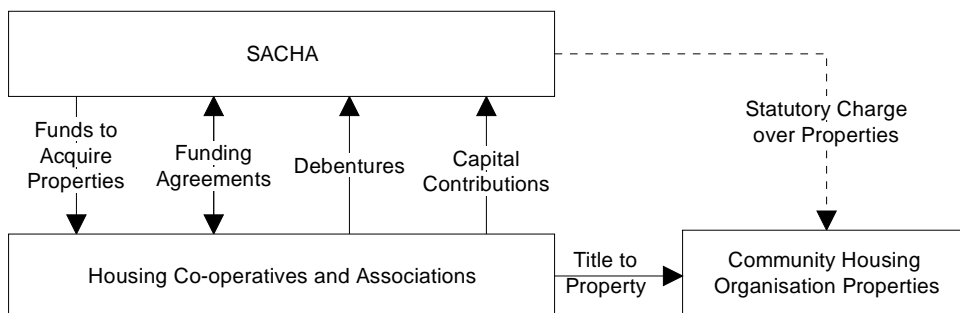 SACHA
Funds to
Acquire
Properties
Funding
Agreements
Debentures
Capital
Contributions
Statutory Charge
over Properties
Housing Co-operatives and Associations
Title to
Property
Community Housing
Organisation Properties